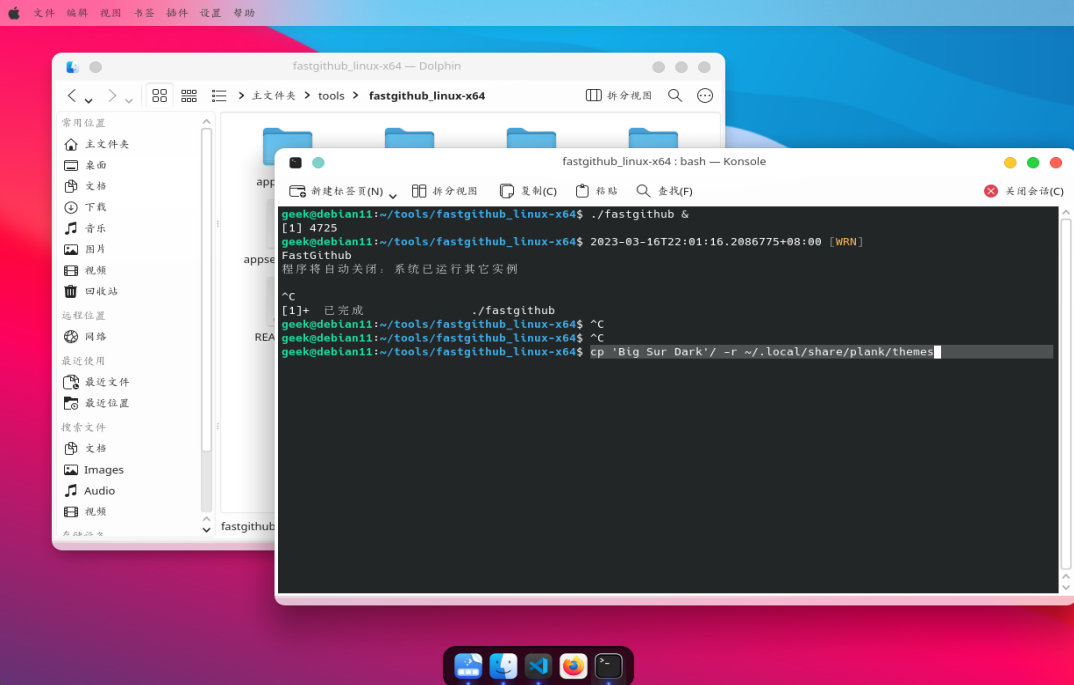 文件 编辑 视图 书签 插件 设置 帮助
fastgithub_linux-x64 — Dolphin
主文件夹 tools fastgithub_linux-x64 拆分视图
常用位置
主文件夹
桌面
文档
下载
音乐
图片
视频
回收站
远程位置
网络
最近使用
最近文件
最近位置
搜索文件
文档
Images
Audio
视频
app
appse
REA
fastgithub
fastgithub_linux-x64 : bash — Konsole
新建标签页(N) 拆分视图 复制(C) 粘贴 查找(F) 关闭会话(C)
geek@debian11:~/tools/fastgithub_linux-x64$ ./fastgithub &
[1] 4725
geek@debian11:~/tools/fastgithub_linux-x64$ 2023-03-16T22:01:16.2086775+08:00 [WRN]
FastGithub
程序将自动关闭：系统已运行其它实例
^C
[1]+ 已完成 ./fastgithub
geek@debian11:~/tools/fastgithub_linux-x64$ ^C
geek@debian11:~/tools/fastgithub_linux-x64$ ^C
geek@debian11:~/tools/fastgithub_linux-x64$ cp 'Big Sur Dark'/ -r ~/.local/share/plank/themes